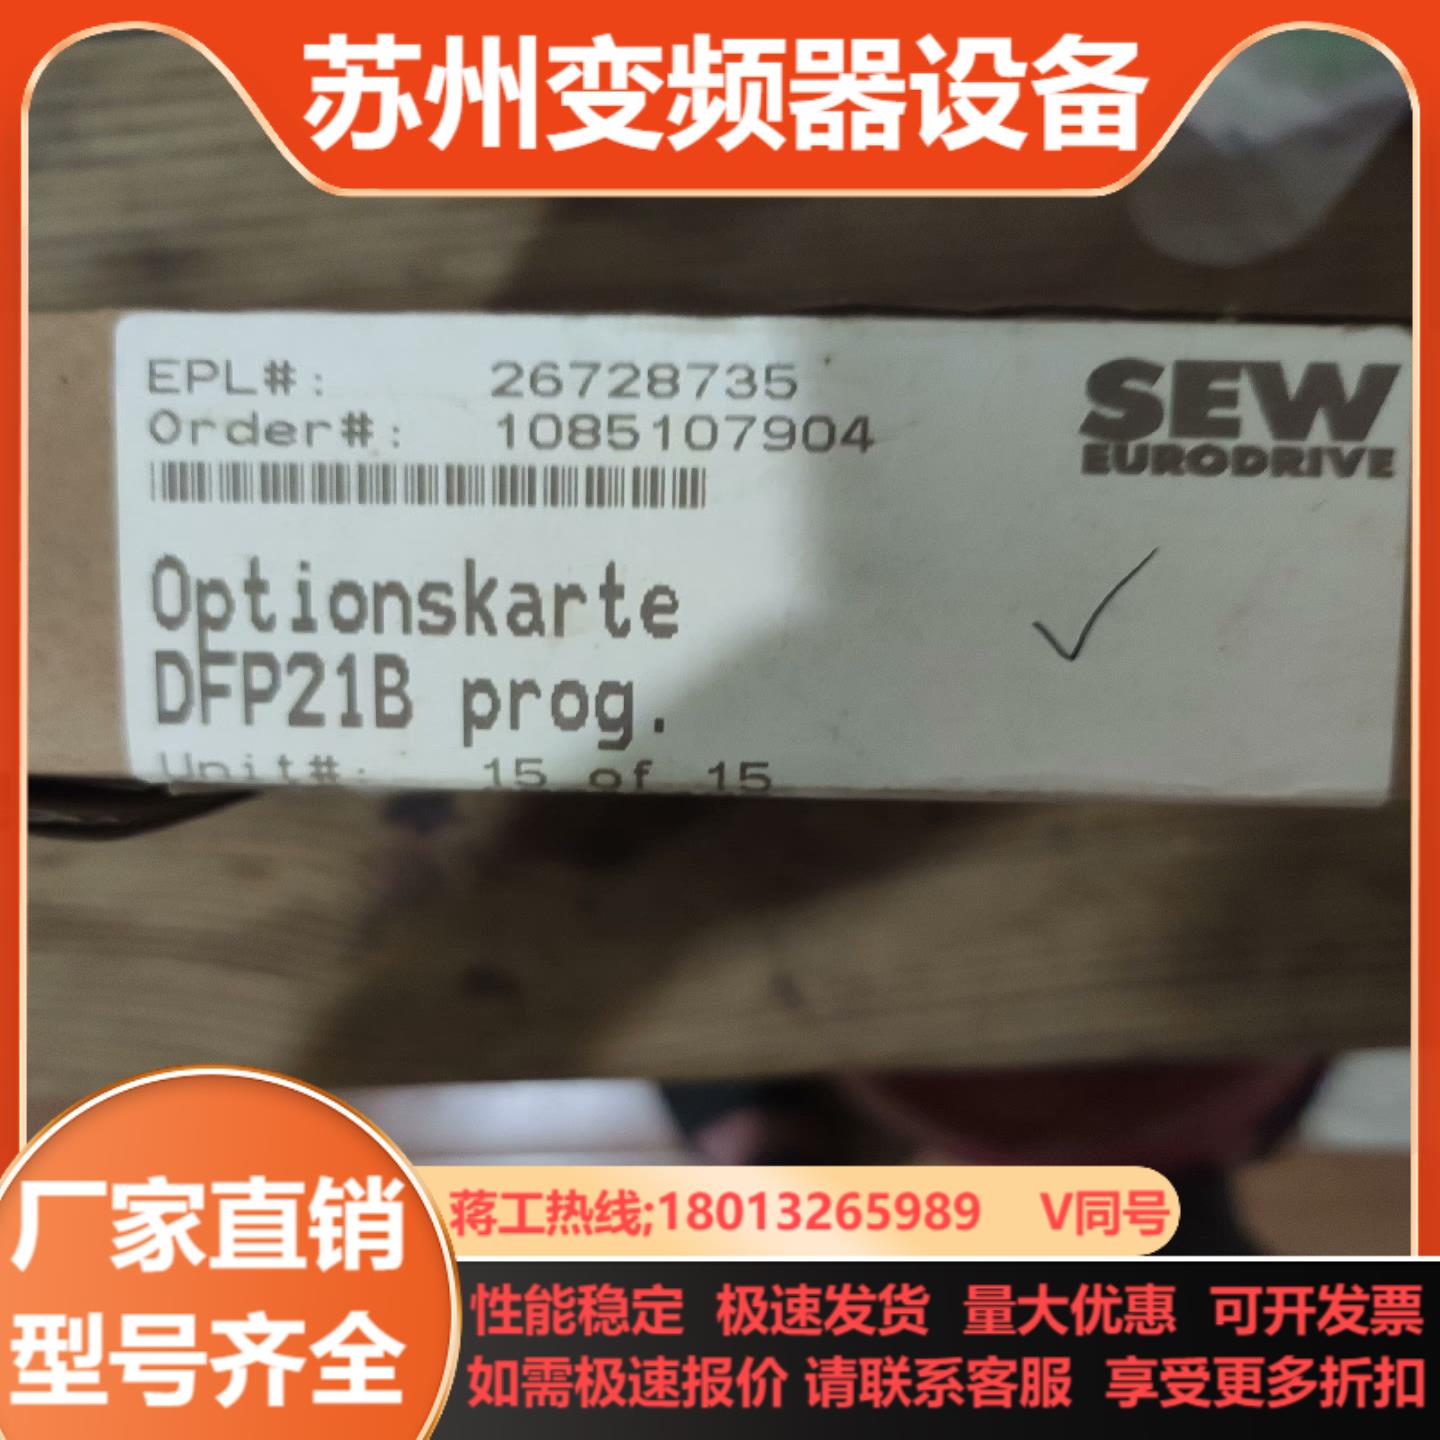 苏州变频器设备
EPL#: 26728735
Order#: 1085107904
SEW
EURODRIVE
Optionskarte
DFP21B prog.
Unit#: 15 of 15
厂家直销
型号齐全
蒋工热线;18013265989 V同号
性能稳定 极速发货 量大优惠 可开发票
如需极速报价 请联系客服 享受更多折扣